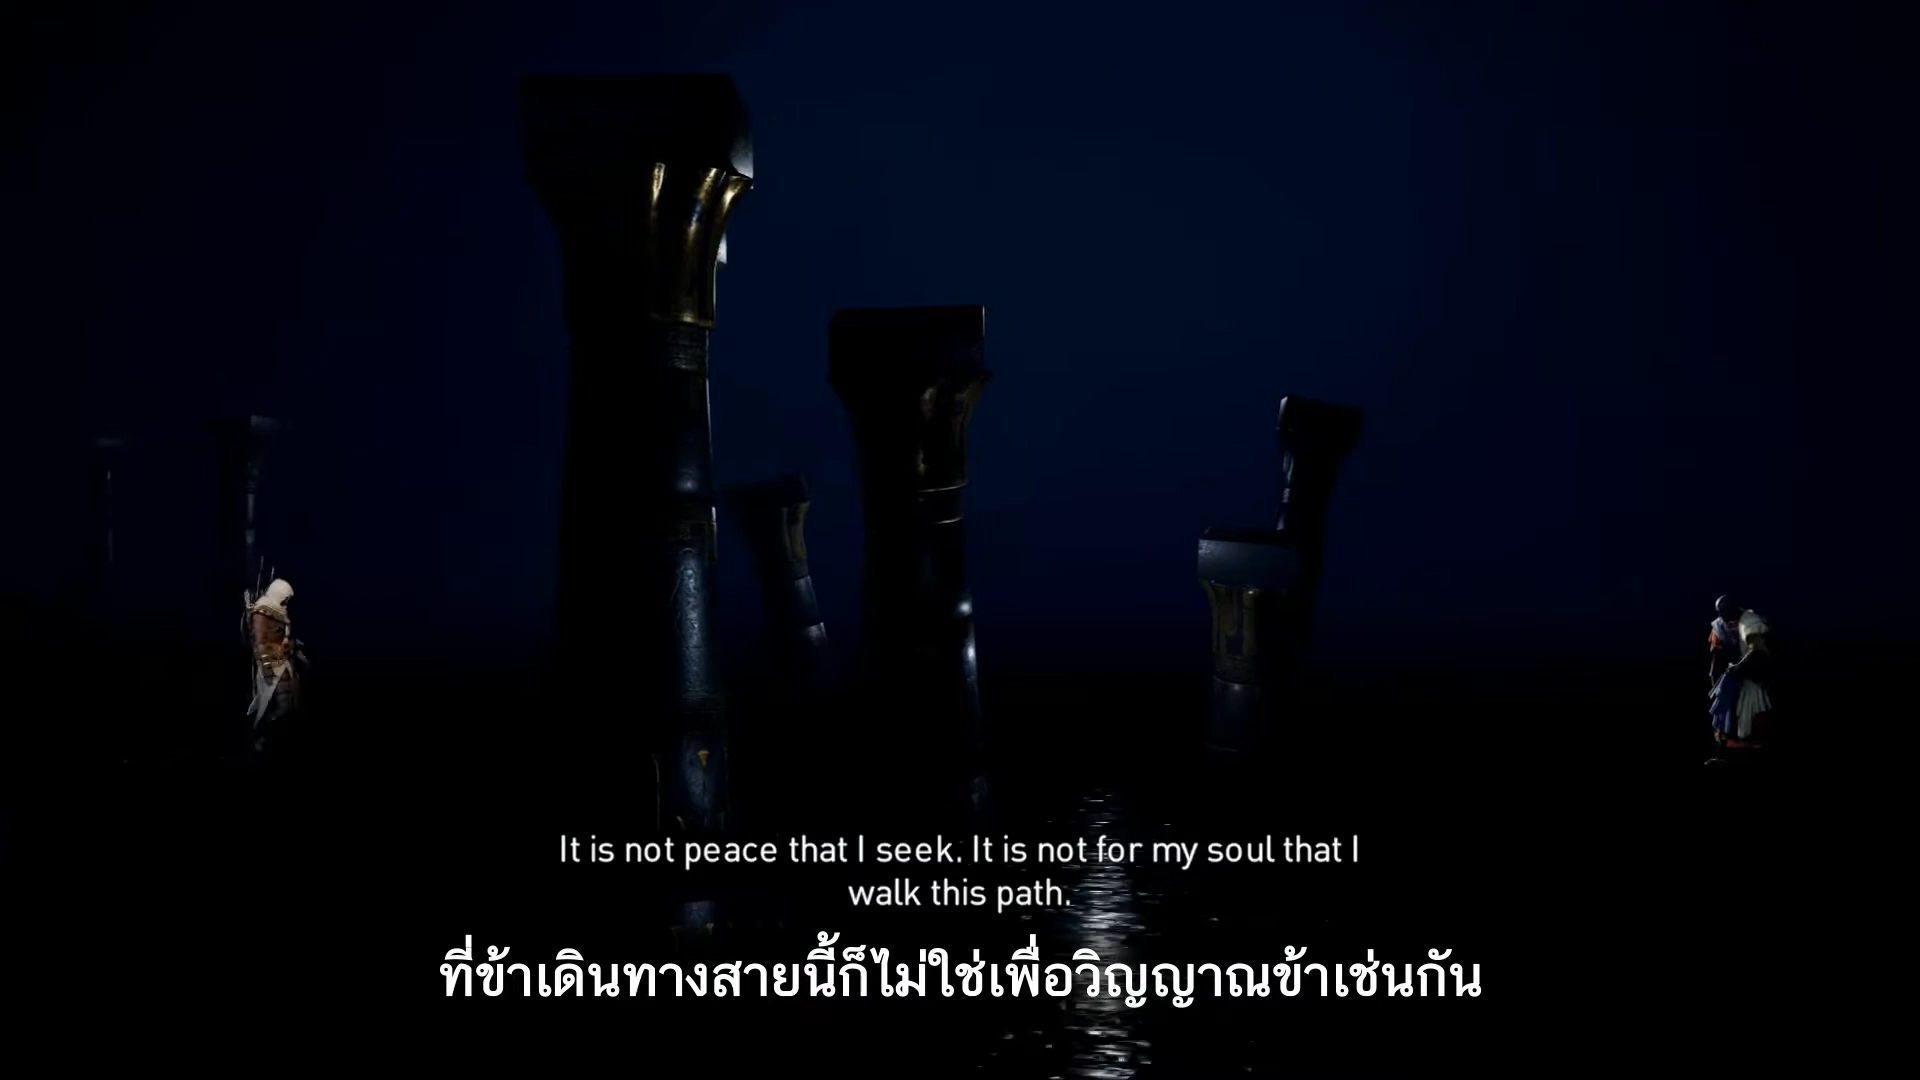 It is not peace that I seek. It is not for my soul that I
walk this path.
ที่ข้าเดินทางสายนี้ก็ไม่ใช่เพื่อวิญญาณข้าเช่นกัน